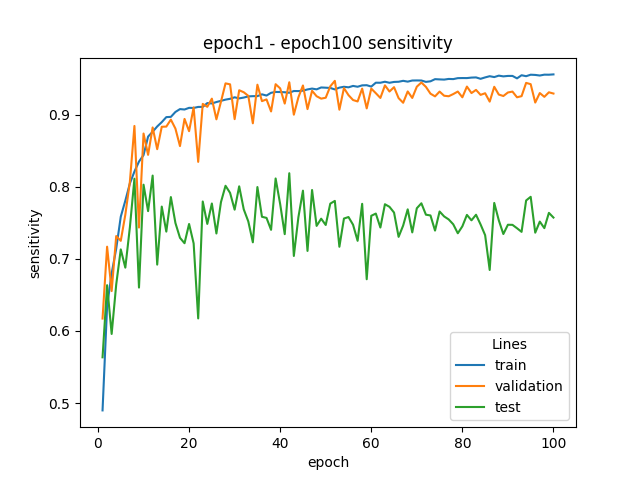 epoch1 - epoch100 sensitivity
sensitivity
0.9
0.8
0.7
0.6
0.5
0
20
40
60
80
100
epoch
Lines
train
validation
test